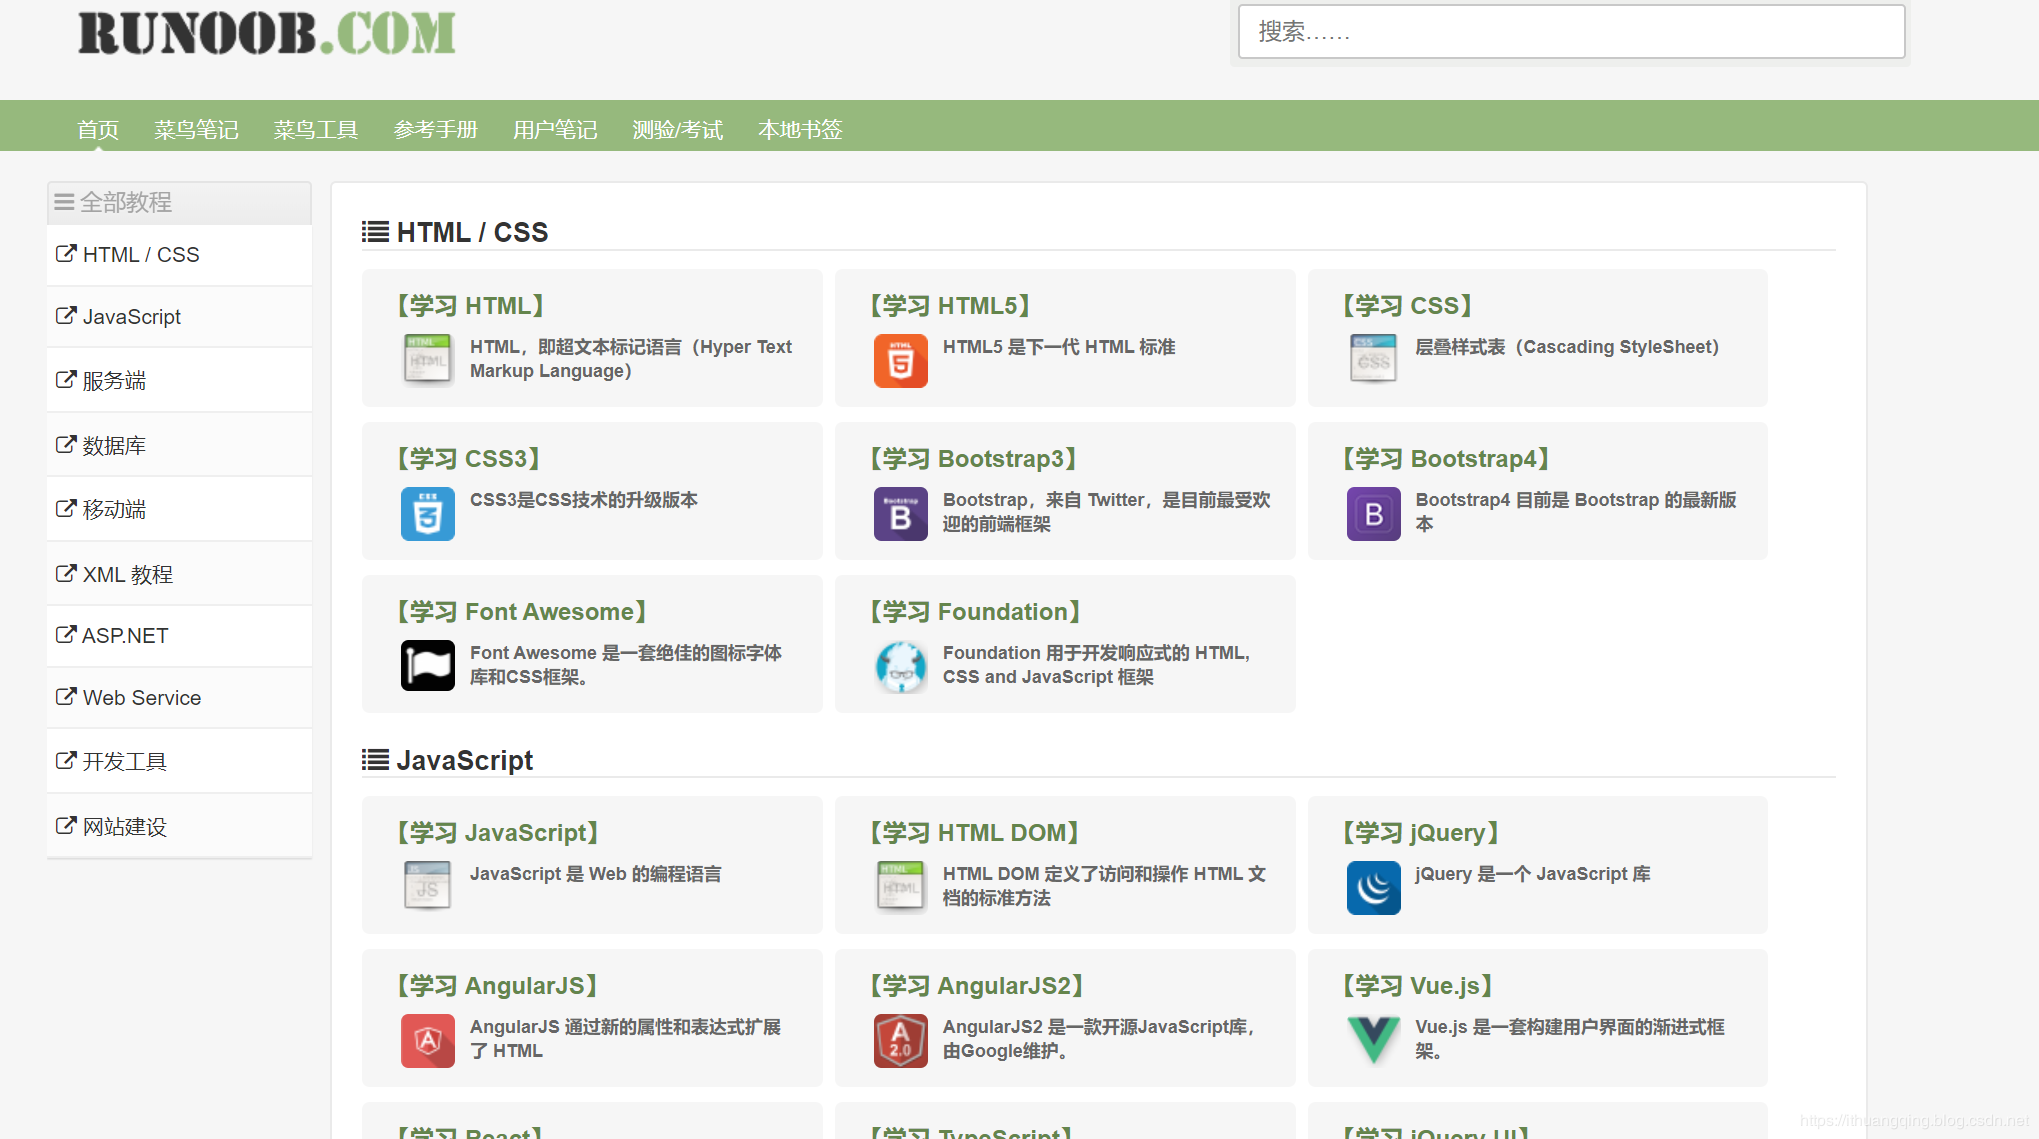 RUNOOB.COM
搜索……
首页 菜鸟笔记 菜鸟工具 参考手册 用户笔记 测验/考试 本地书签
全部教程
HTML / CSS
JavaScript
服务端
数据库
移动端
XML 教程
ASP.NET
Web Service
开发工具
网站建设
HTML / CSS
【学习 HTML】
HTML
HTML
HTML，即超文本标记语言（Hyper Text
Markup Language）
【学习 HTML5】
HTML
5
HTML5 是下一代 HTML 标准
【学习 CSS】
CSS
CSS
层叠样式表（Cascading StyleSheet）
【学习 CSS3】
CSS
3
CSS3是CSS技术的升级版本
【学习 Bootstrap3】
Bootstrap
B
Bootstrap，来自 Twitter，是目前最受欢
迎的前端框架
【学习 Bootstrap4】
B
Bootstrap4 目前是 Bootstrap 的最新版
本
【学习 Font Awesome】
Font Awesome 是一套绝佳的图标字体
库和CSS框架。
【学习 Foundation】
Foundation 用于开发响应式的 HTML,
CSS and JavaScript 框架
JavaScript
【学习 JavaScript】
JS
JS
JavaScript 是 Web 的编程语言
【学习 HTML DOM】
HTML
HTML
HTML DOM 定义了访问和操作 HTML 文
档的标准方法
【学习 jQuery】
jQuery 是一个 JavaScript 库
【学习 AngularJS】
A
AngularJS 通过新的属性和表达式扩展
了 HTML
【学习 AngularJS2】
A
2.0
AngularJS2 是一款开源JavaScript库，
由Google维护。
【学习 Vue.js】
Vue.js 是一套构建用户界面的渐进式框
架。
【学习 React】
【学习 TypeScript】
【学习 jQuery UI】
https://ithuangqing.blog.csdn.net